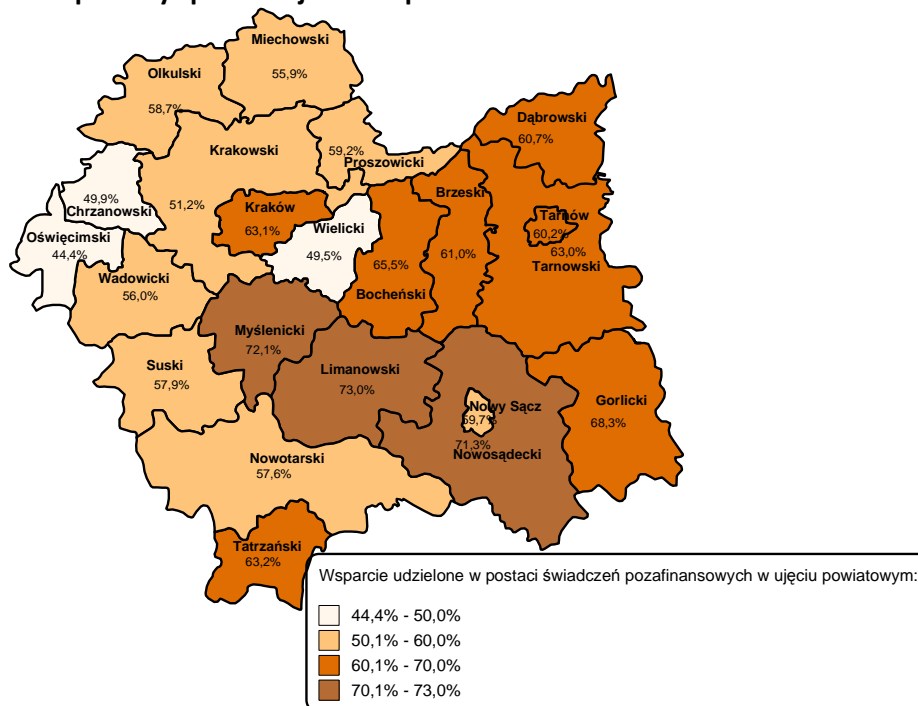 Miechowski
55,9%
Olkulski
58,7%
Dąbrowski
60,7%
Krakowski
51,2%
59,2%
Proszowicki
49,9%
Chrzanowski
Brzeski
61,0%
Kraków
63,1%
Tarnów
60,2%
63,0%
Tarnowski
Oświęcimski
44,4%
Wielicki
49,5%
65,5%
Bocheński
Wadowicki
56,0%
Myślenicki
72,1%
Suski
57,9%
Limanowski
73,0%
Nowy Sącz
59,7%
71,3%
Nowosądecki
Gorlicki
68,3%
Nowotarski
57,6%
Tatrzański
63,2%
Wsparcie udzielone w postaci świadczeń pozafinansowych w ujęciu powiatowym:
44,4% - 50,0%
50,1% - 60,0%
60,1% - 70,0%
70,1% - 73,0%